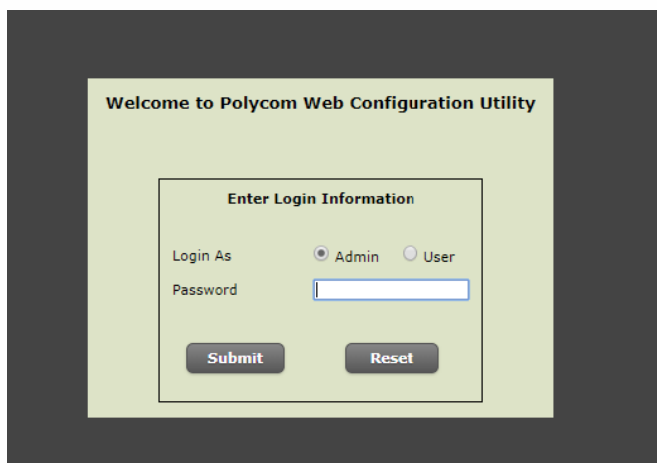 Welcome to Polycom Web Configuration Utility
Enter Login Information
Login As Admin User
Password
Submit Reset